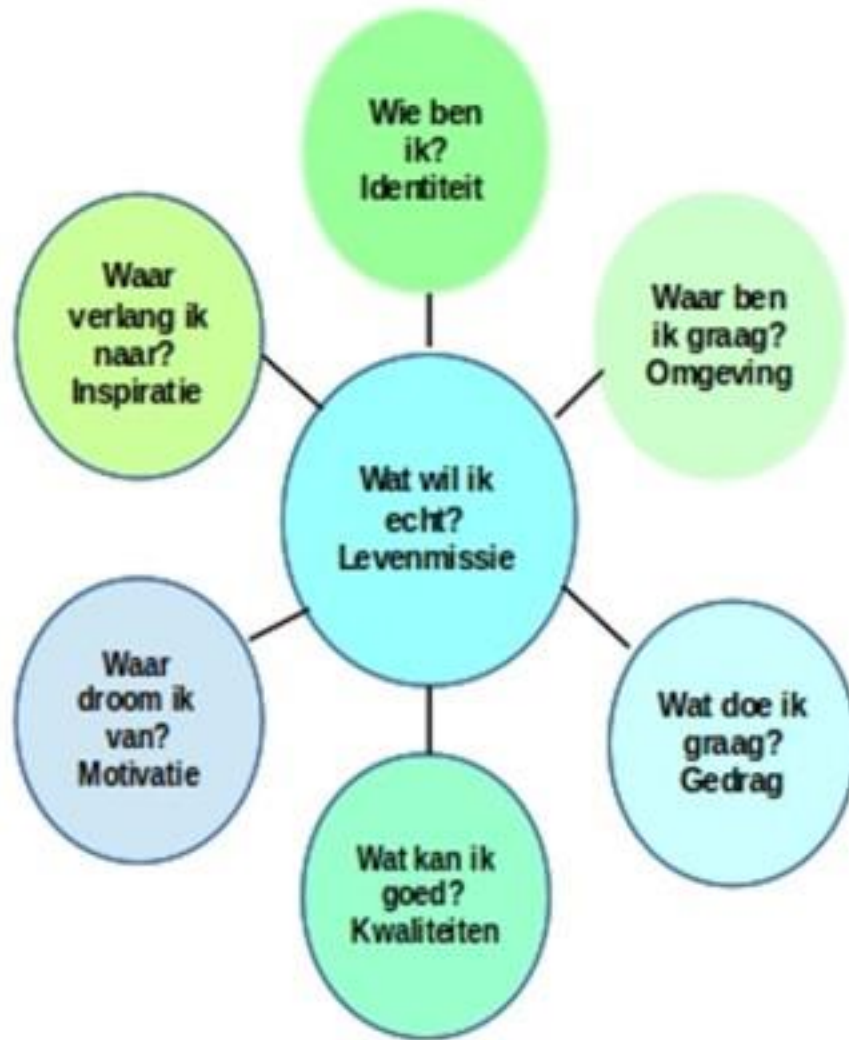 Wie ben
ik?
Identiteit
Waar ben
ik graag?
Omgeving
Wat doe ik
graag?
Gedrag
Wat kan ik
goed?
Kwaliteiten
Waar
droom ik
van?
Motivatie
Waar
verlang ik
naar?
Inspiratie
Wat wil ik
echt?
Levenmissie